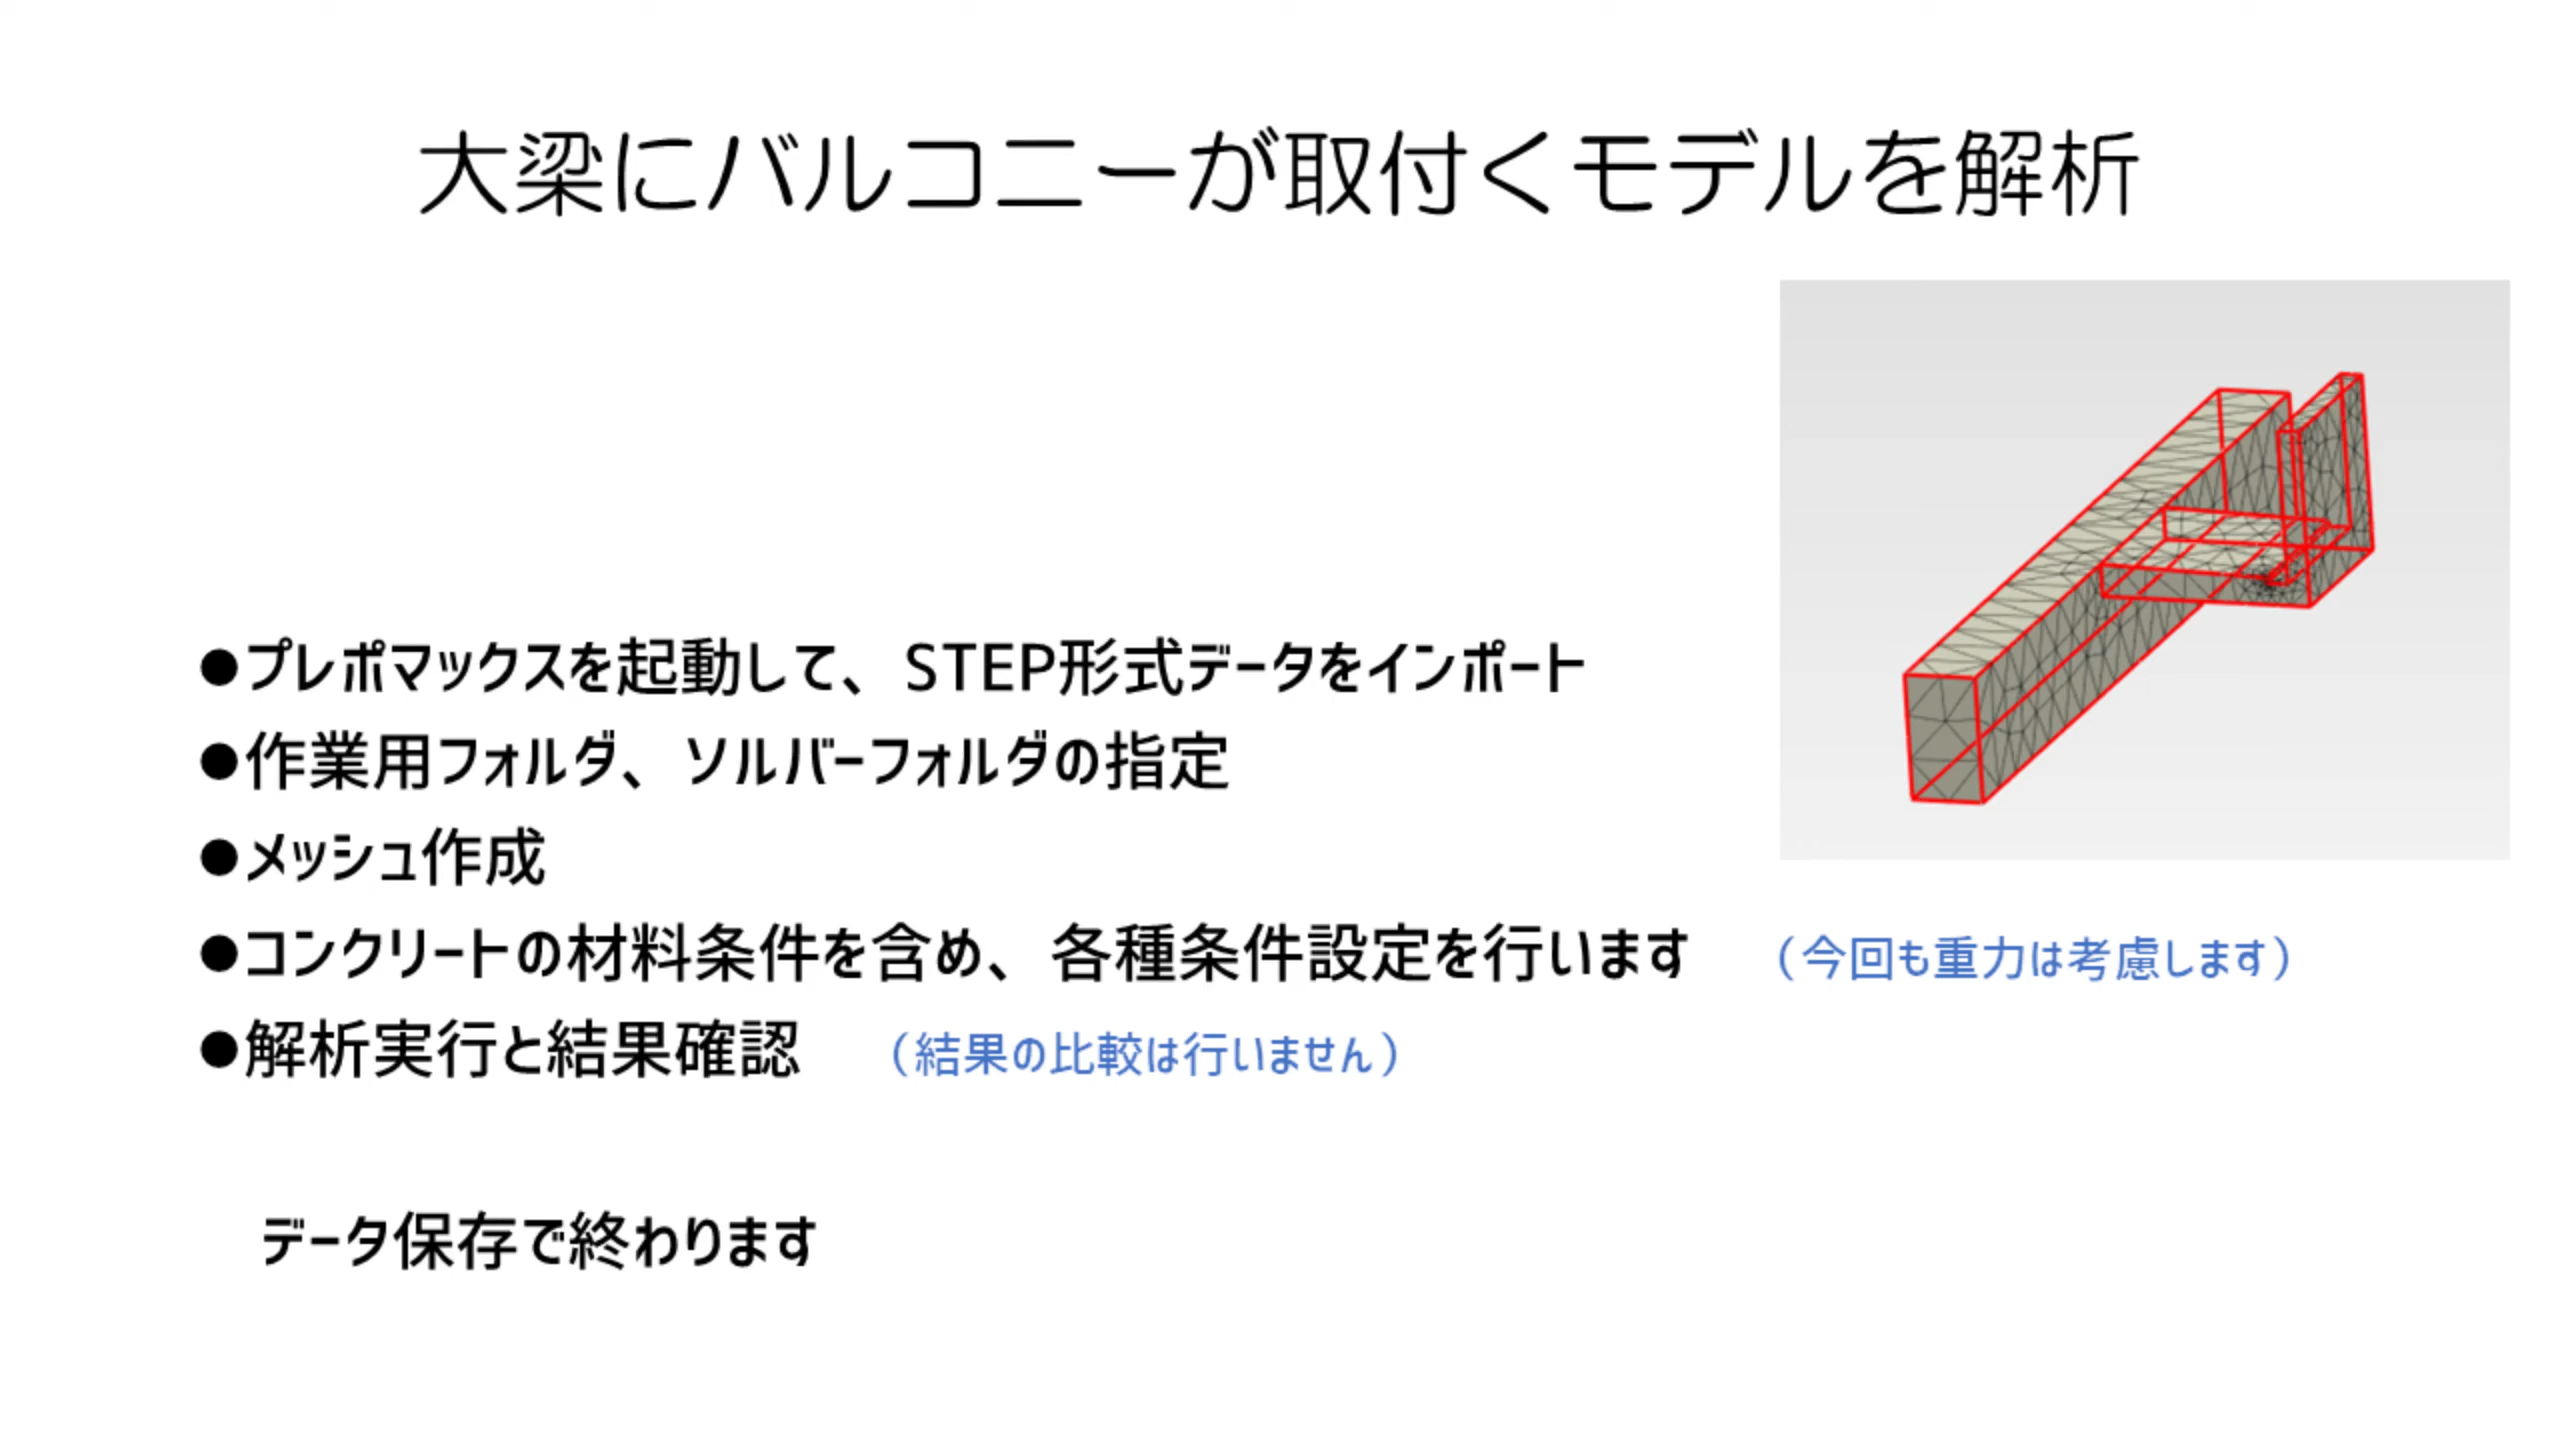 大梁にバルコニーが取付くモデルを解析
●プレポマックスを起動して、STEP形式データをインポート
●作業用フォルダ、ソルバーフォルダの指定
●メッシュ作成
●コンクリートの材料条件を含め、各種条件設定を行います　（今回も重力は考慮します）
●解析実行と結果確認　（結果の比較は行いません）
データ保存で終わります